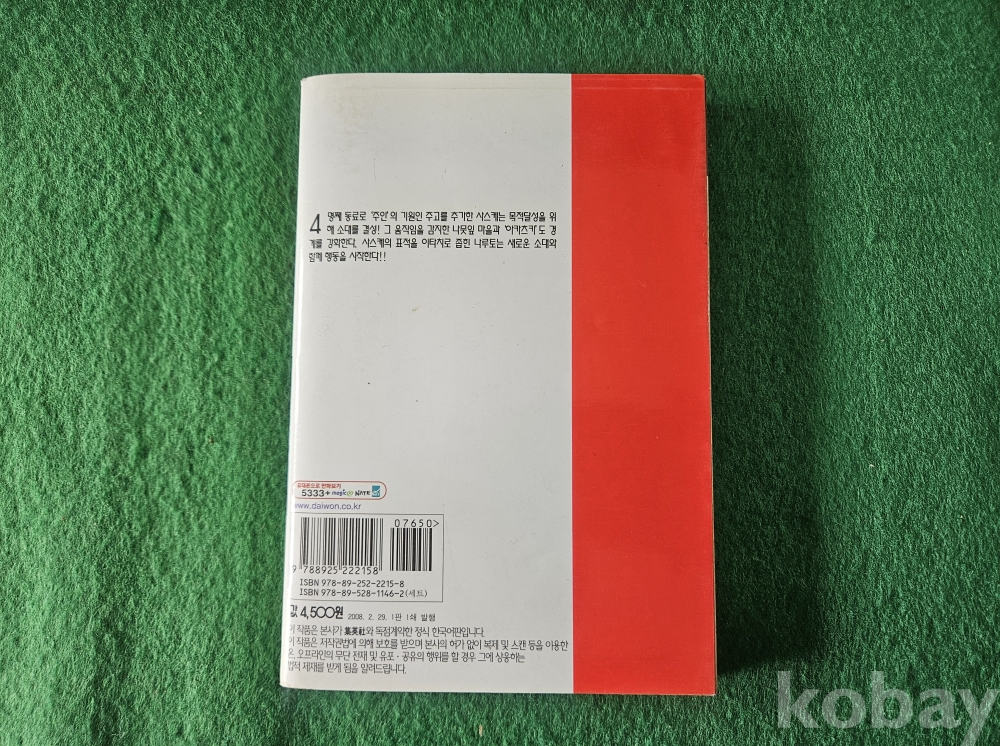 4 명째 동료로 '주인'의 기원인 주고를 추가한 사스케는 목적달성을 위
해 소대를 결성! 그 움직임을 감지한 나뭇잎 마을과 '아카츠키'도 경
계를 강화한다. 사스케의 표적을 이타치로 좁힌 나루토는 새로운 소대와
함께 행동을 시작한다!!
휴대폰으로 만화보기
5333+ magicⓝ NATE
www.daiwon.co.kr
07650>
9 788925 222158
ISBN 978-89-252-2215-8
ISBN 978-89-528-1146-2(세트)
값 4,500원 2008. 2. 29. 1판 1쇄 발행
이 작품은 본사가 集英社와 독점계약한 정식 한국어판입니다.
이 작품은 저작권법에 의해 보호를 받으며 본사의 허가 없이 복제 및 스캔 등을 이용한
온, 오프라인의 무단 전재 및 유포·공유의 행위를 할 경우 그에 상응하는
법적 제재를 받게 됨을 알려드립니다.
kobay